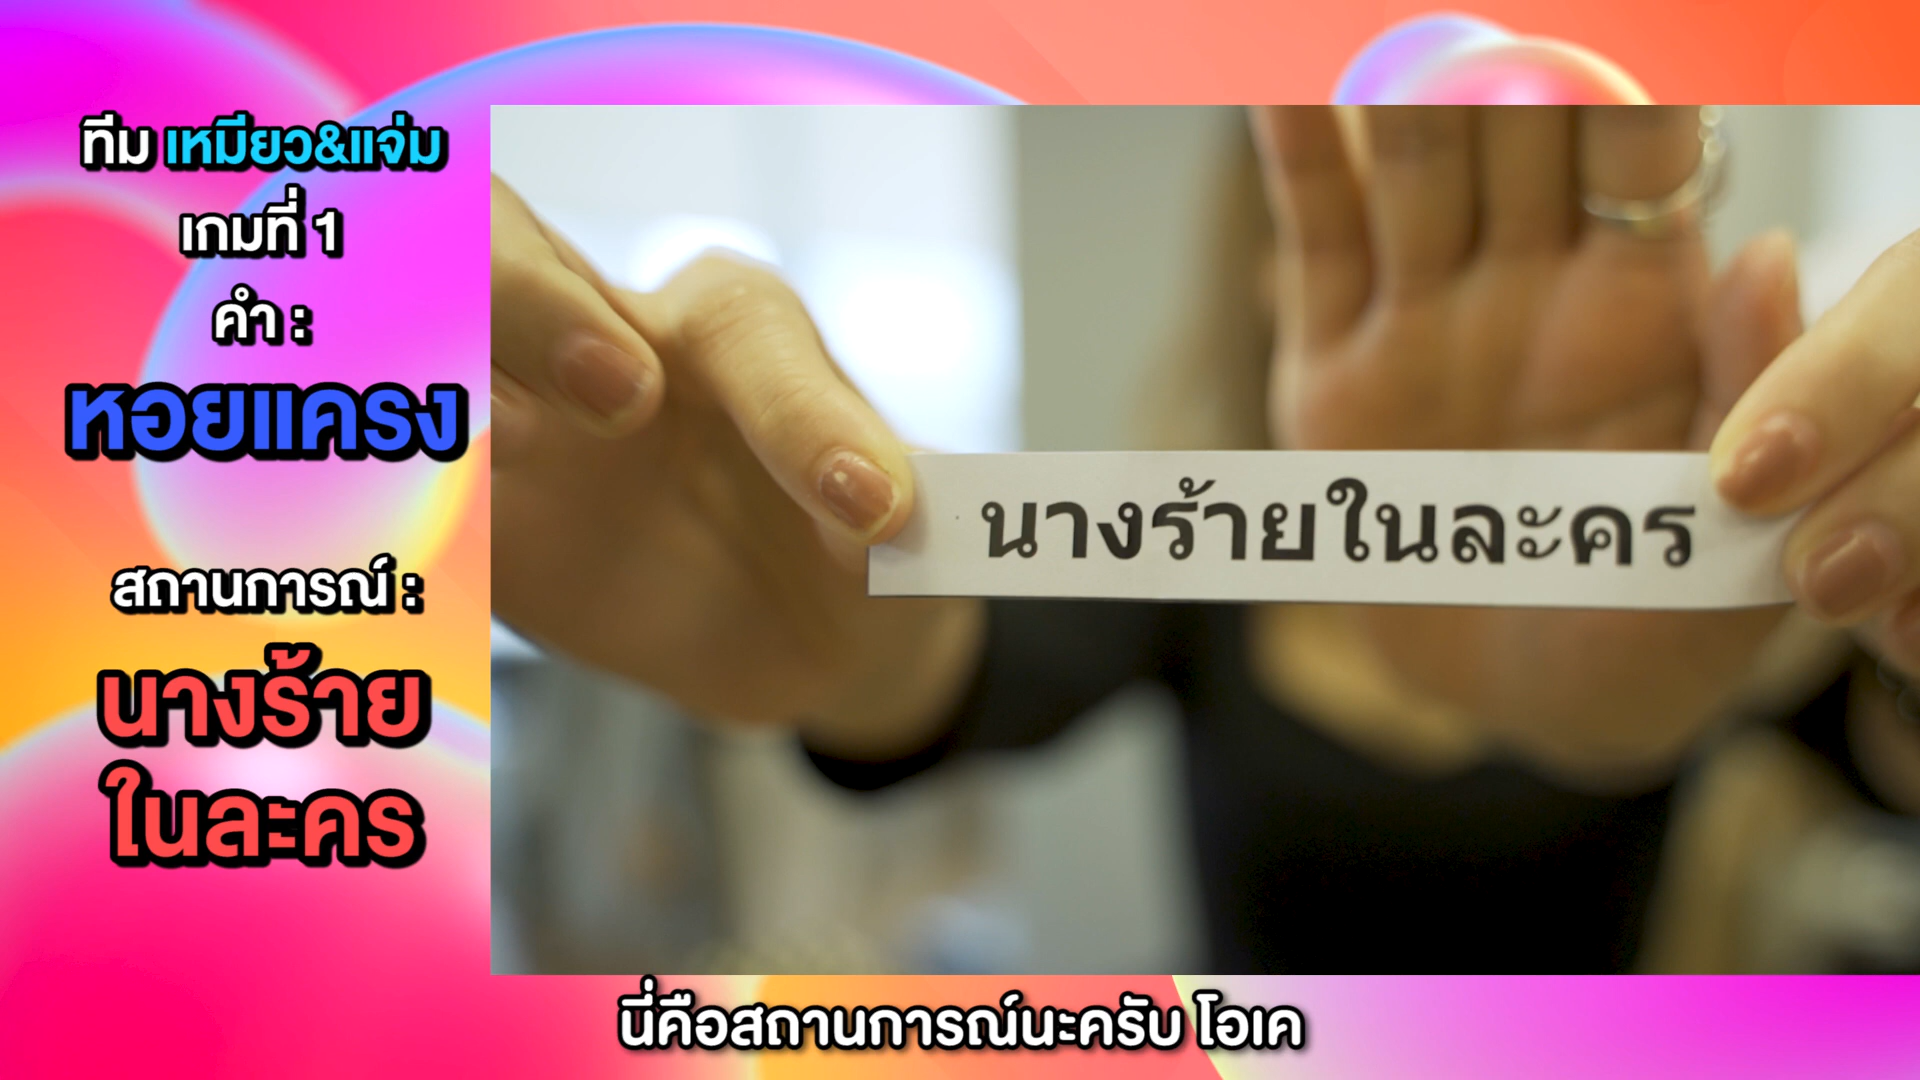 ทีม เหมียว&แจ่ม
เกมที่ 1
คำ :
หอยแครง
สถานการณ์ :
นางร้าย
ในละคร
นางร้ายในละคร
นี่คือสถานการณ์นะครับ โอเค